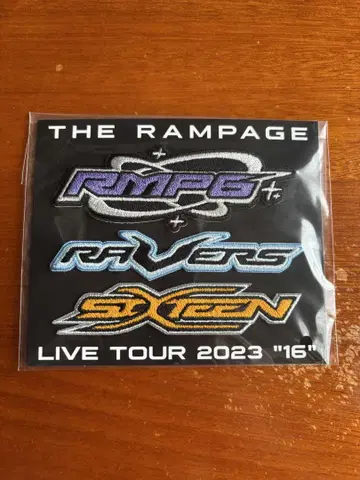 THE RAMPAGE
RMPG
RAVERS
SIXTEEN
LIVE TOUR 2023 "16"